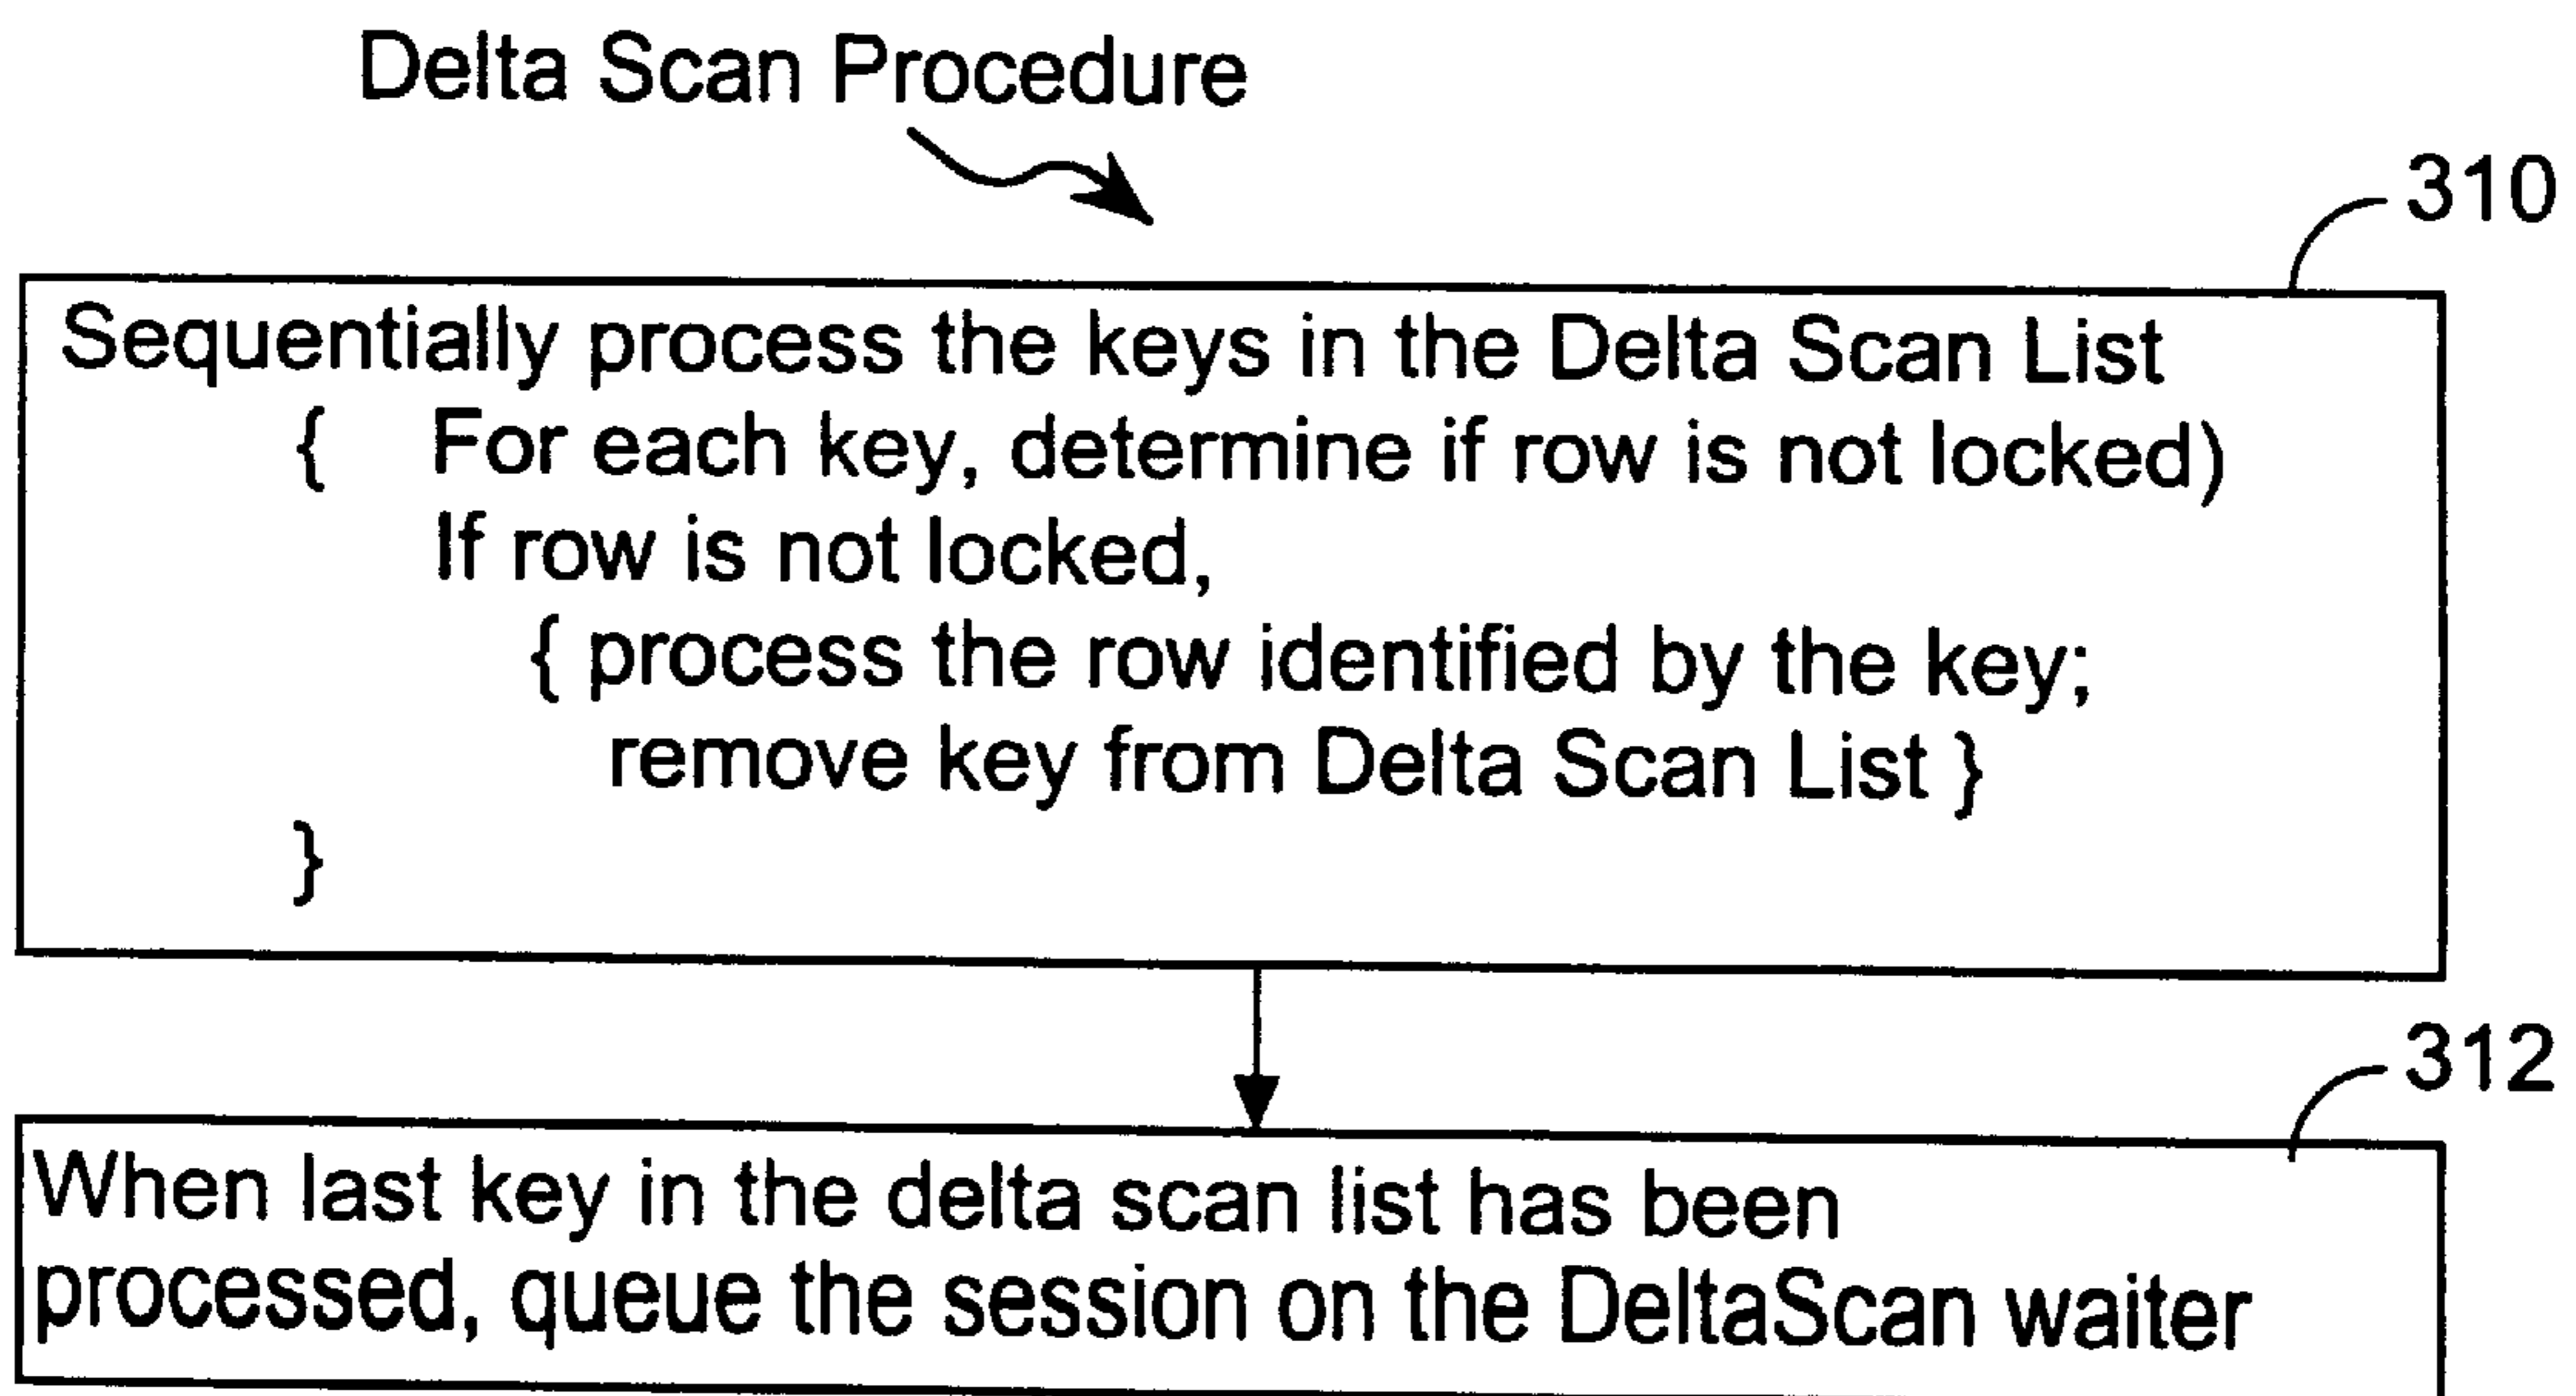 Delta Scan Procedure
310
Sequentially process the keys in the Delta Scan List
{ For each key, determine if row is not locked)
If row is not locked,
{ process the row identified by the key;
remove key from Delta Scan List }
}
312
When last key in the delta scan list has been
processed, queue the session on the DeltaScan waiter